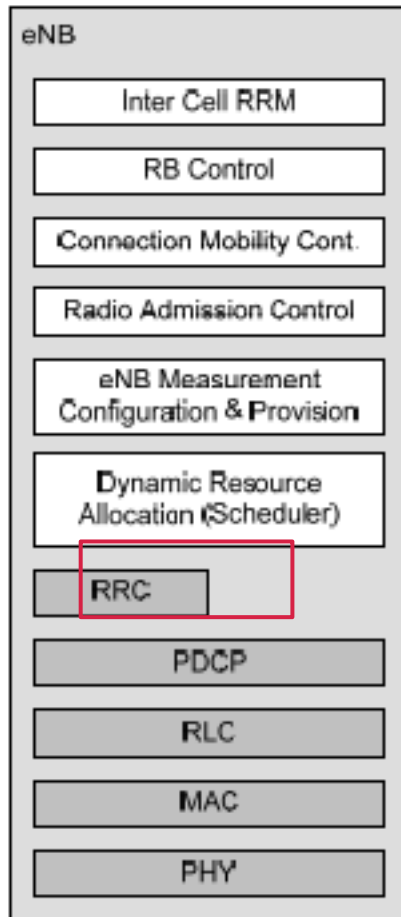 eNB
Inter Cell RRM
RB Control
Connection Mobility Cont.
Radio Admission Control
eNB Measurement
Configuration & Provision
Dynamic Resource
Allocation (Scheduler)
RRC
PDCP
RLC
MAC
PHY